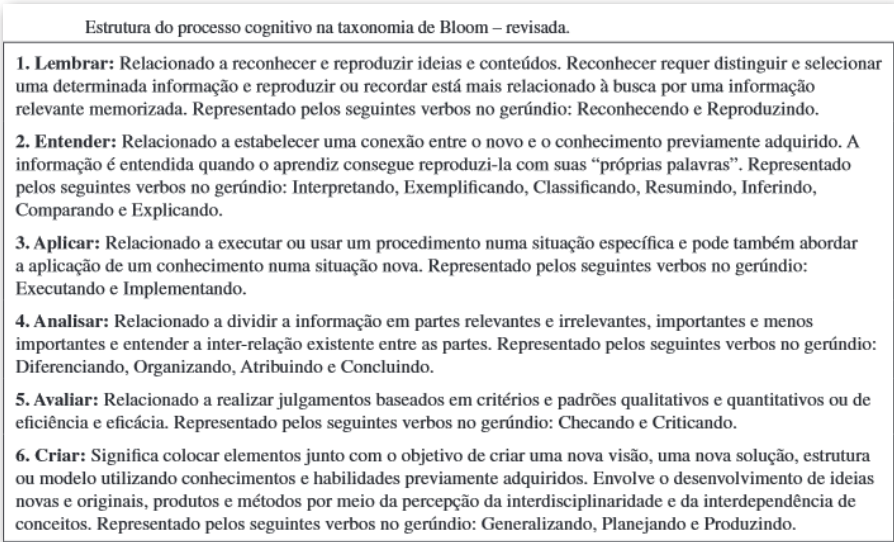 Estrutura do processo cognitivo na taxonomia de Bloom – revisada.
1. Lembrar: Relacionado a reconhecer e reproduzir ideias e conteúdos. Reconhecer requer distinguir e selecionar
uma determinada informação e reproduzir ou recordar está mais relacionado à busca por uma informação
relevante memorizada. Representado pelos seguintes verbos no gerúndio: Reconhecendo e Reproduzindo.
2. Entender: Relacionado a estabelecer uma conexão entre o novo e o conhecimento previamente adquirido. A
informação é entendida quando o aprendiz consegue reproduzi-la com suas “próprias palavras”. Representado
pelos seguintes verbos no gerúndio: Interpretando, Exemplificando, Classificando, Resumindo, Inferindo,
Comparando e Explicando.
3. Aplicar: Relacionado a executar ou usar um procedimento numa situação específica e pode também abordar
a aplicação de um conhecimento numa situação nova. Representado pelos seguintes verbos no gerúndio:
Executando e Implementando.
4. Analisar: Relacionado a dividir a informação em partes relevantes e irrelevantes, importantes e menos
importantes e entender a inter-relação existente entre as partes. Representado pelos seguintes verbos no gerúndio:
Diferenciando, Organizando, Atribuindo e Concluindo.
5. Avaliar: Relacionado a realizar julgamentos baseados em critérios e padrões qualitativos e quantitativos ou de
eficiência e eficácia. Representado pelos seguintes verbos no gerúndio: Checando e Criticando.
6. Criar: Significa colocar elementos junto com o objetivo de criar uma nova visão, uma nova solução, estrutura
ou modelo utilizando conhecimentos e habilidades previamente adquiridos. Envolve o desenvolvimento de ideias
novas e originais, produtos e métodos por meio da percepção da interdisciplinaridade e da interdependência de
conceitos. Representado pelos seguintes verbos no gerúndio: Generalizando, Planejando e Produzindo.